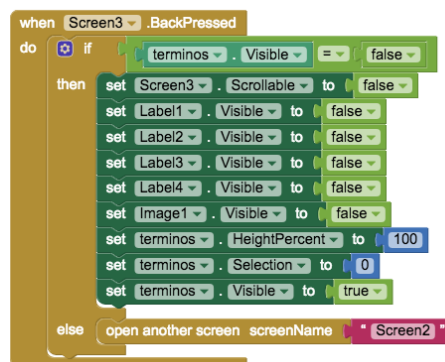 when Screen3 .BackPressed
do if terminos . Visible = false
then set Screen3 . Scrollable to false
set Label1 . Visible to false
set Label2 . Visible to false
set Label3 . Visible to false
set Label4 . Visible to false
set Image1 . Visible to false
set terminos . HeightPercent to 100
set terminos . Selection to 0
set terminos . Visible to true
else open another screen screenName " Screen2 "